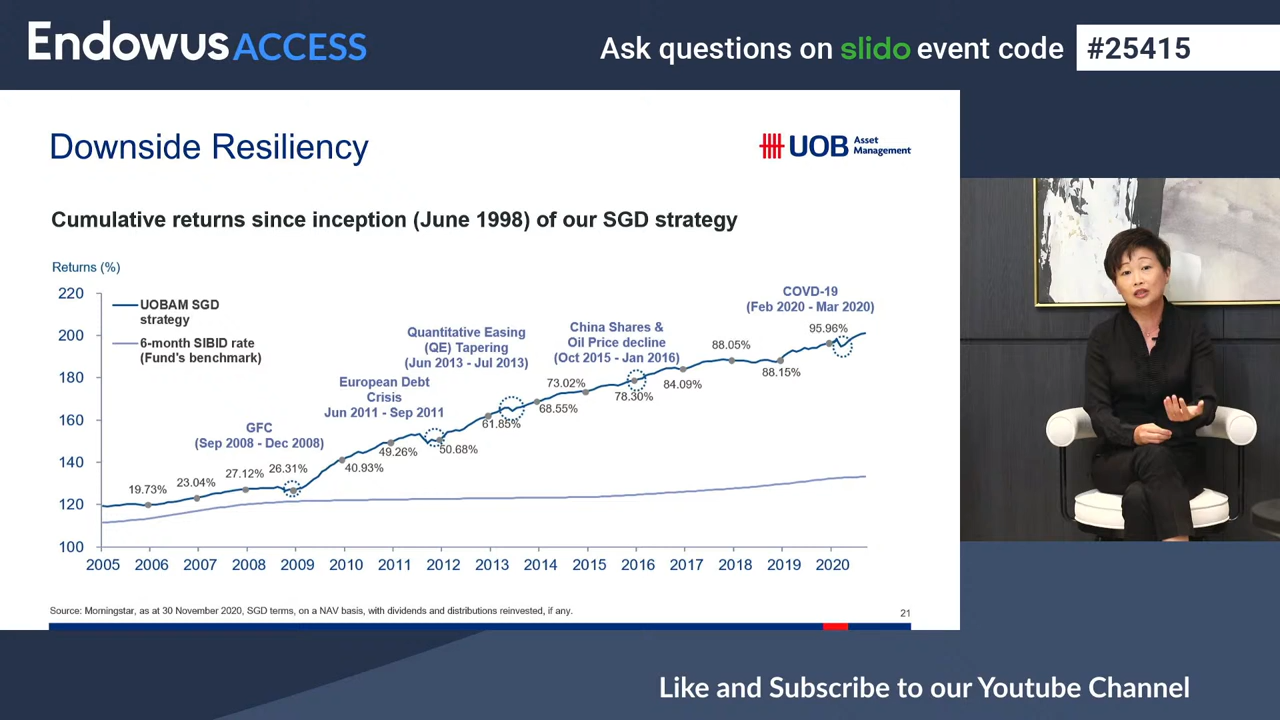 Endowus ACCESS
Ask questions on slido event code #25415
Downside Resiliency
UOB Asset Management
Cumulative returns since inception (June 1998) of our SGD strategy
Returns (%)
220
200
180
160
140
120
100
UOBAM SGD
strategy
6-month SIBID rate
(Fund's benchmark)
GFC
(Sep 2008 - Dec 2008)
European Debt
Crisis
Jun 2011 - Sep 2011
Quantitative Easing
(QE) Tapering
(Jun 2013 - Jul 2013)
China Shares &
Oil Price decline
(Oct 2015 - Jan 2016)
COVD-19
(Feb 2020 - Mar 2020)
19.73%
23.04%
27.12%
26.31%
40.93%
49.26%
50.68%
61.85%
68.55%
73.02%
78.30%
84.09%
88.05%
88.15%
95.96%
2005 2006 2007 2008 2009 2010 2011 2012 2013 2014 2015 2016 2017 2018 2019 2020
Source: Morningstar, as at 30 November 2020, SGD terms, on a NAV basis, with dividends and distributions reinvested, if any.
21
Like and Subscribe to our Youtube Channel